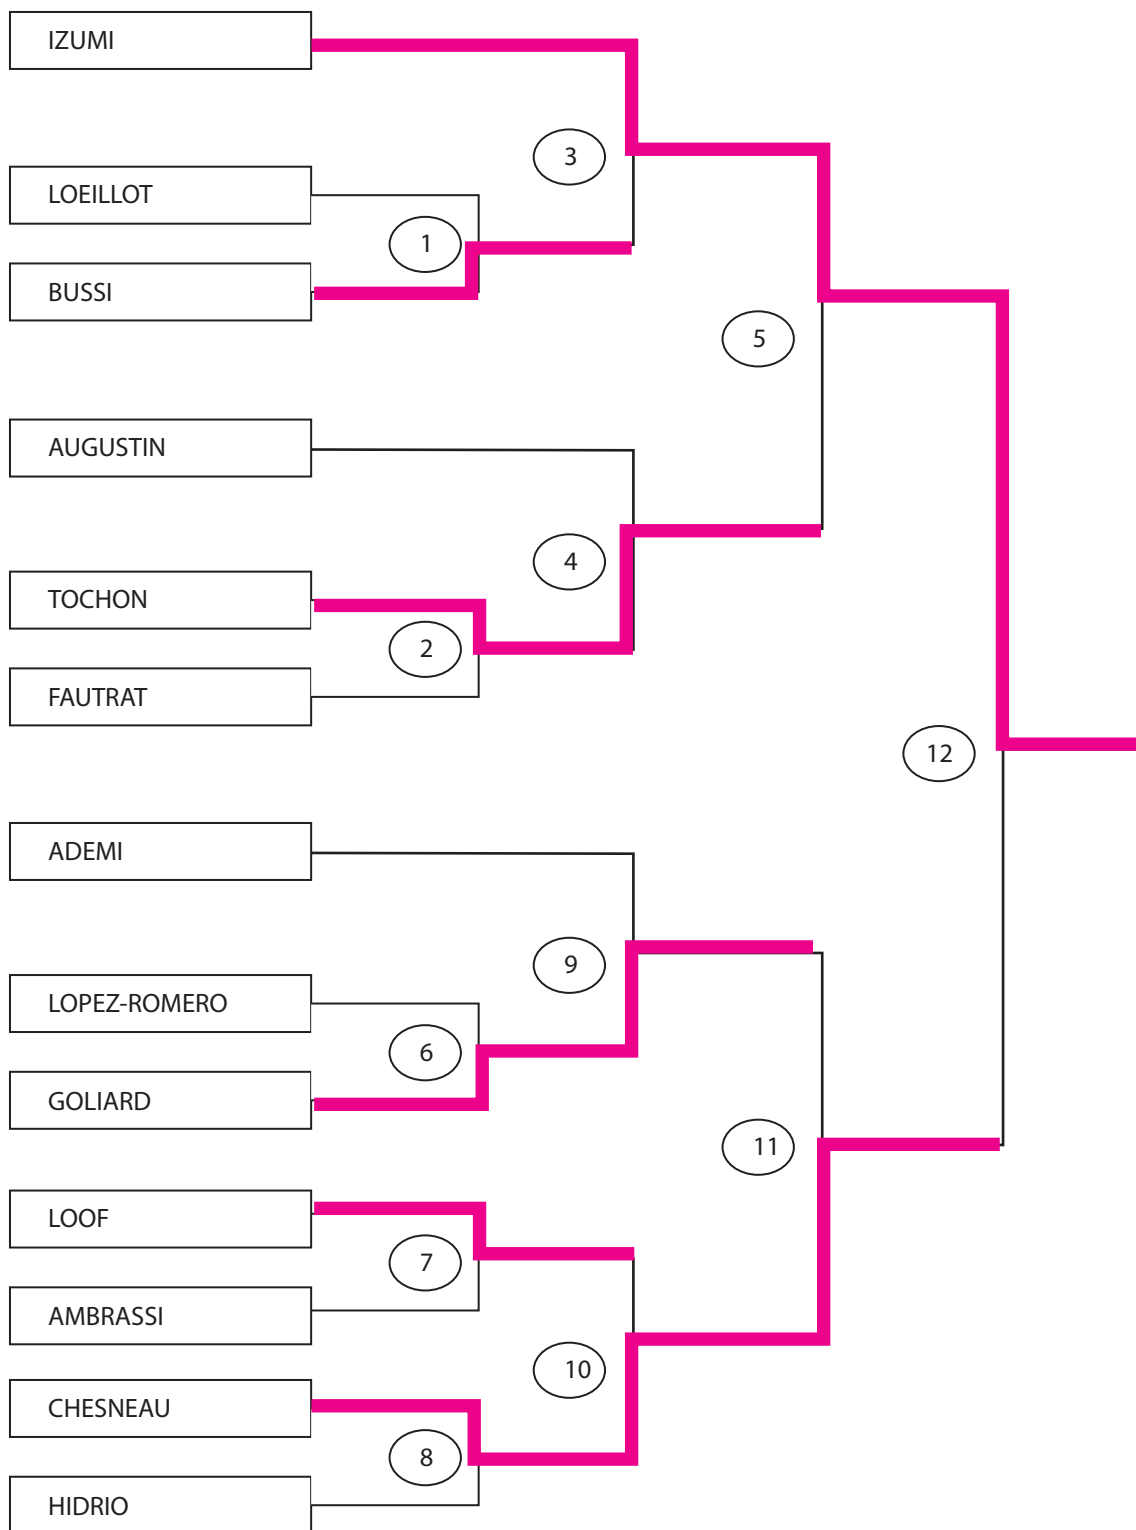 IZUMI
3
LOEILLOT
1
BUSSI
5
AUGUSTIN
4
TOCHON
2
FAUTRAT
12
ADEMI
9
LOPEZ-ROMERO
6
GOLIARD
11
LOOF
7
AMBRASSI
10
CHESNEAU
8
HIDRIO